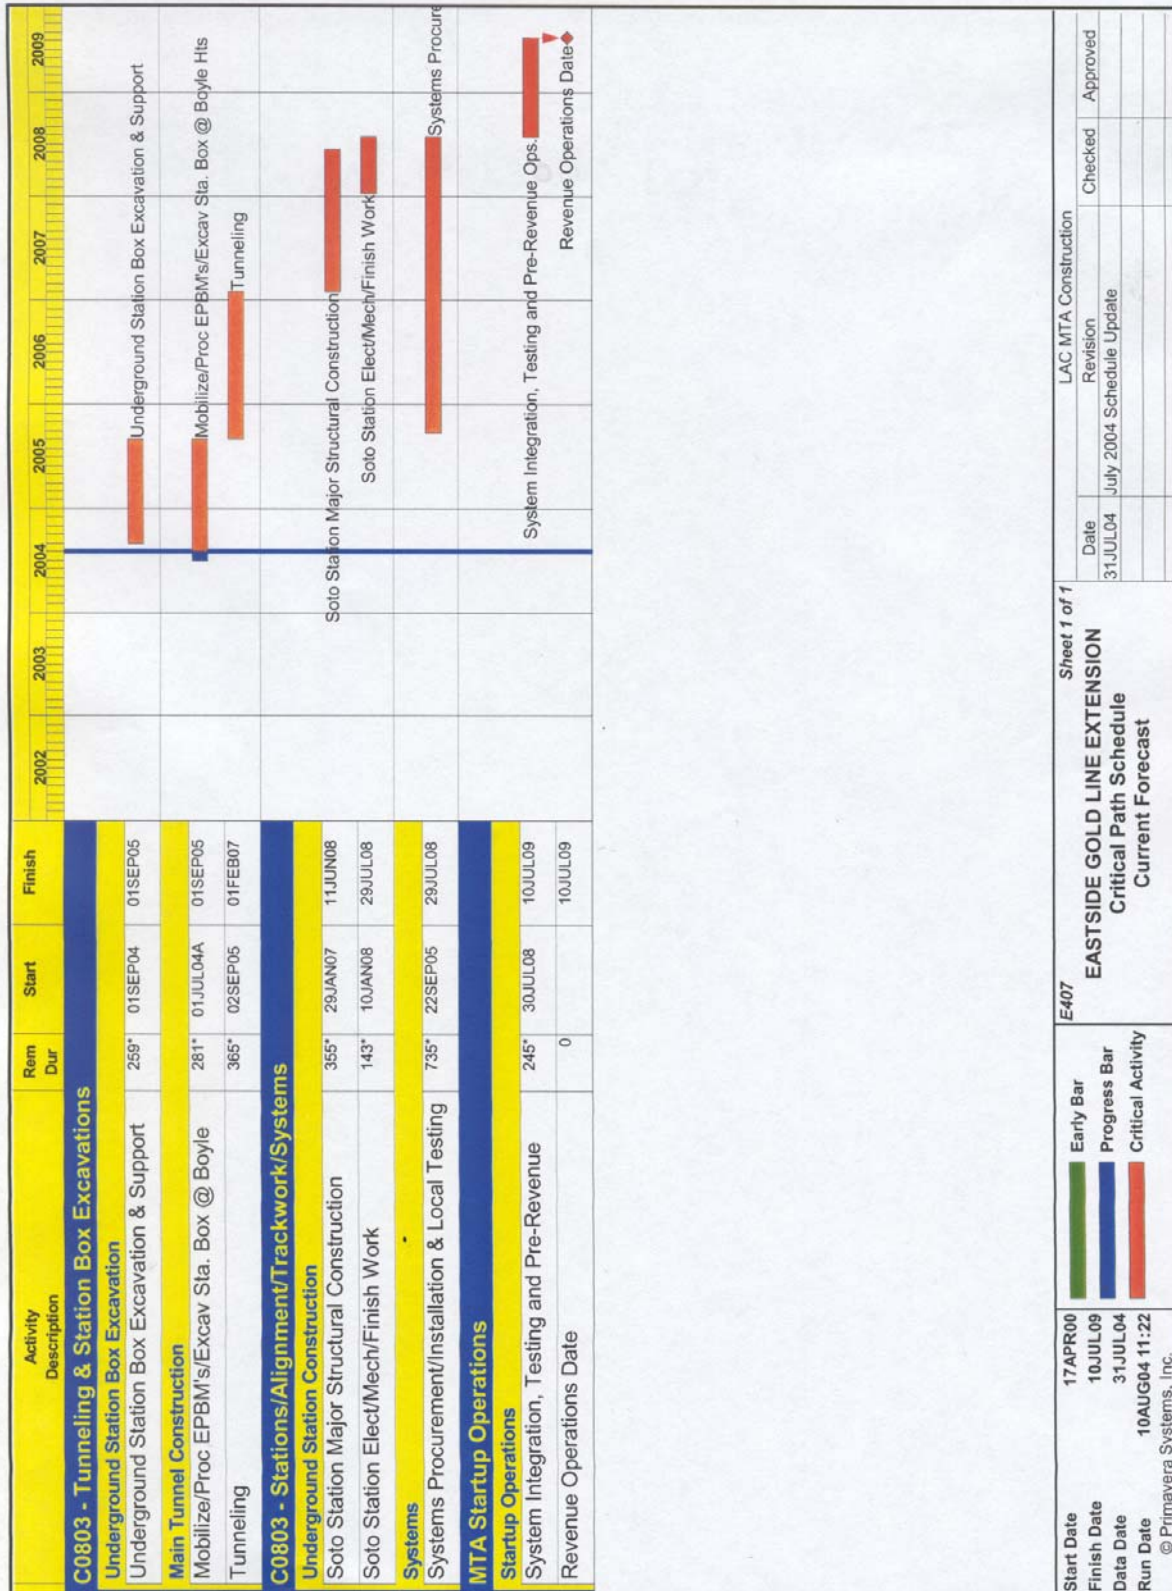 Activity Description Rem Dur Start Finish 2002 2003 2004 2005 2006 2007 2008 2009
C0803 - Tunneling & Station Box Excavations
Underground Station Box Excavation
Underground Station Box Excavation & Support 259* 01SEP04 01SEP05 Underground Station Box Excavation & Support
Main Tunnel Construction
Mobilize/Proc EPBM's/Excav Sta. Box @ Boyle 281* 01JUL04A 01SEP05 Mobilize/Proc EPBM's/Excav Sta. Box @ Boyle Hts
Tunneling 365* 02SEP05 01FEB07 Tunneling
C0803 - Stations/Alignment/Trackwork/Systems
Underground Station Construction
Soto Station Major Structural Construction 355* 29JAN07 11JUN08 Soto Station Major Structural Construction
Soto Station Elect/Mech/Finish Work 143* 10JAN08 29JUL08 Soto Station Elect/Mech/Finish Work
Systems
Systems Procurement/Installation & Local Testing 735* 22SEP05 29JUL08 Systems Procure
MTA Startup Operations
Startup Operations
System Integration, Testing and Pre-Revenue 245* 30JUL08 10JUL09 System Integration, Testing and Pre-Revenue Ops.
Revenue Operations Date 0 10JUL09 Revenue Operations Date
Start Date 17APR00
Finish Date 10JUL09
Data Date 31JUL04
Run Date 10AUG04 11:22
© Primavera Systems, Inc.
Early Bar
Progress Bar
Critical Activity
E407 Sheet 1 of 1
EASTSIDE GOLD LINE EXTENSION
Critical Path Schedule
Current Forecast
LAC MTA Construction
Date Revision Checked Approved
31JUL04 July 2004 Schedule Update